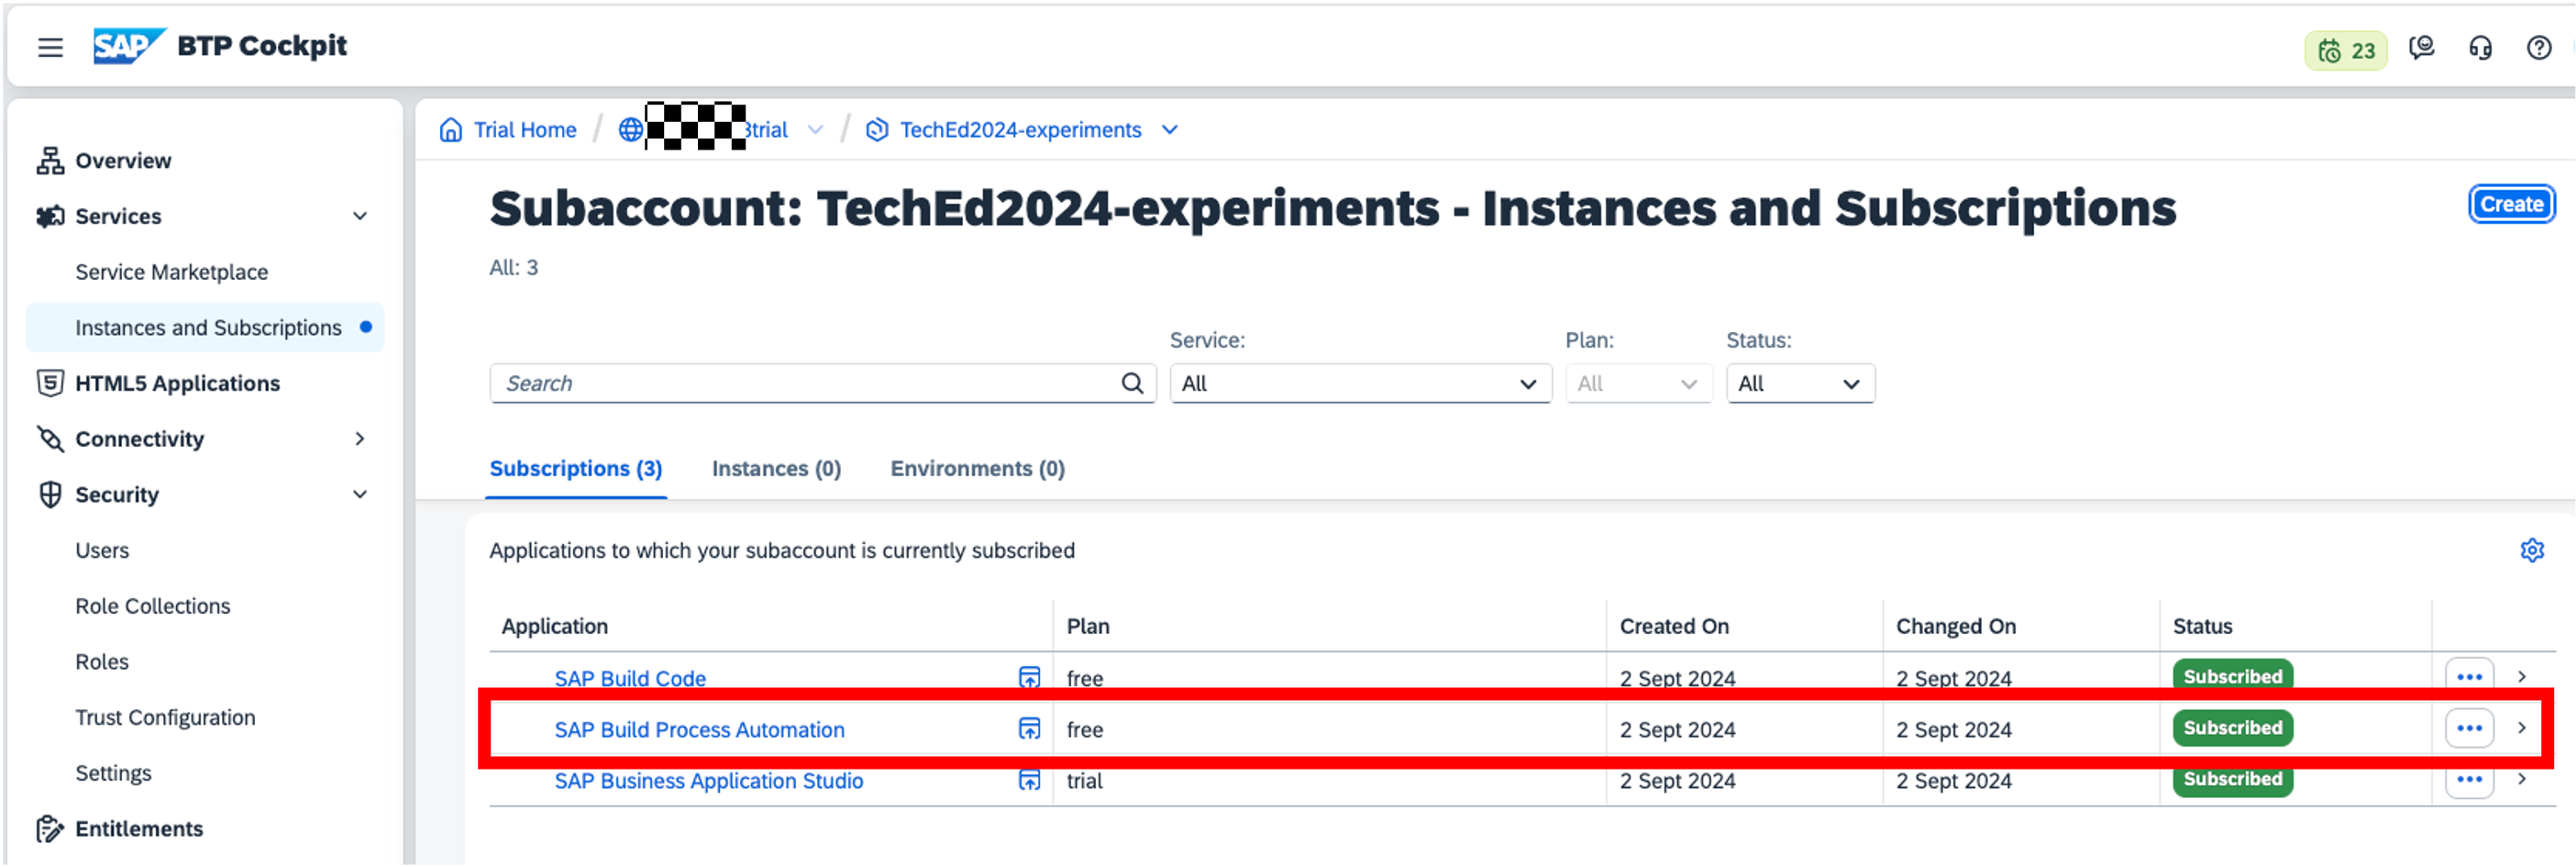 SAP BTP Cockpit 23
Overview
Services
Service Marketplace
Instances and Subscriptions
HTML5 Applications
Connectivity
Security
Users
Role Collections
Roles
Trust Configuration
Settings
Entitlements
Trial Home / 3trial / TechEd2024-experiments
Subaccount: TechEd2024-experiments - Instances and Subscriptions
Create
All: 3
Service: Plan: Status:
Search All All All
Subscriptions (3) Instances (0) Environments (0)
Applications to which your subaccount is currently subscribed
Application Plan Created On Changed On Status
SAP Build Code free 2 Sept 2024 2 Sept 2024 Subscribed
SAP Build Process Automation free 2 Sept 2024 2 Sept 2024 Subscribed
SAP Business Application Studio trial 2 Sept 2024 2 Sept 2024 Subscribed